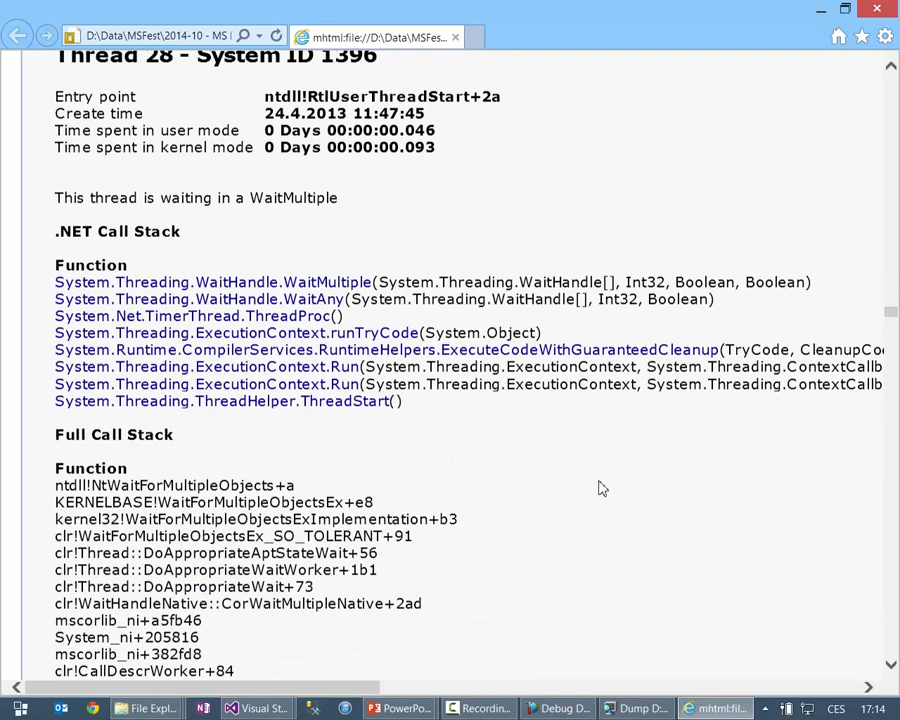 D:\Data\MSFest\2014-10 - MS
mhtml:file://D:\Data\MSFes...
Thread 28 - System ID 1396
Entry point ntdll!RtlUserThreadStart+2a
Create time 24.4.2013 11:47:45
Time spent in user mode 0 Days 00:00:00.046
Time spent in kernel mode 0 Days 00:00:00.093
This thread is waiting in a WaitMultiple
.NET Call Stack
Function
System.Threading.WaitHandle.WaitMultiple(System.Threading.WaitHandle[], Int32, Boolean, Boolean)
System.Threading.WaitHandle.WaitAny(System.Threading.WaitHandle[], Int32, Boolean)
System.Net.TimerThread.ThreadProc()
System.Threading.ExecutionContext.runTryCode(System.Object)
System.Runtime.CompilerServices.RuntimeHelpers.ExecuteCodeWithGuaranteedCleanup(TryCode, CleanupCo
System.Threading.ExecutionContext.Run(System.Threading.ExecutionContext, System.Threading.ContextCallb
System.Threading.ExecutionContext.Run(System.Threading.ExecutionContext, System.Threading.ContextCallb
System.Threading.ThreadHelper.ThreadStart()
Full Call Stack
Function
ntdll!NtWaitForMultipleObjects+a
KERNELBASE!WaitForMultipleObjectsEx+e8
kernel32!WaitForMultipleObjectsExImplementation+b3
clr!WaitForMultipleObjectsEx_SO_TOLERANT+91
clr!Thread::DoAppropriateAptStateWait+56
clr!Thread::DoAppropriateWaitWorker+1b1
clr!Thread::DoAppropriateWait+73
clr!WaitHandleNative::CorWaitMultipleNative+2ad
mscorlib_ni+a5fb46
System_ni+205816
mscorlib_ni+382fd8
clr!CallDescrWorker+84
File Expl... Visual St... PowerPo... Recording... Debug D... Dump D:... mhtml:fil... CES 17:14